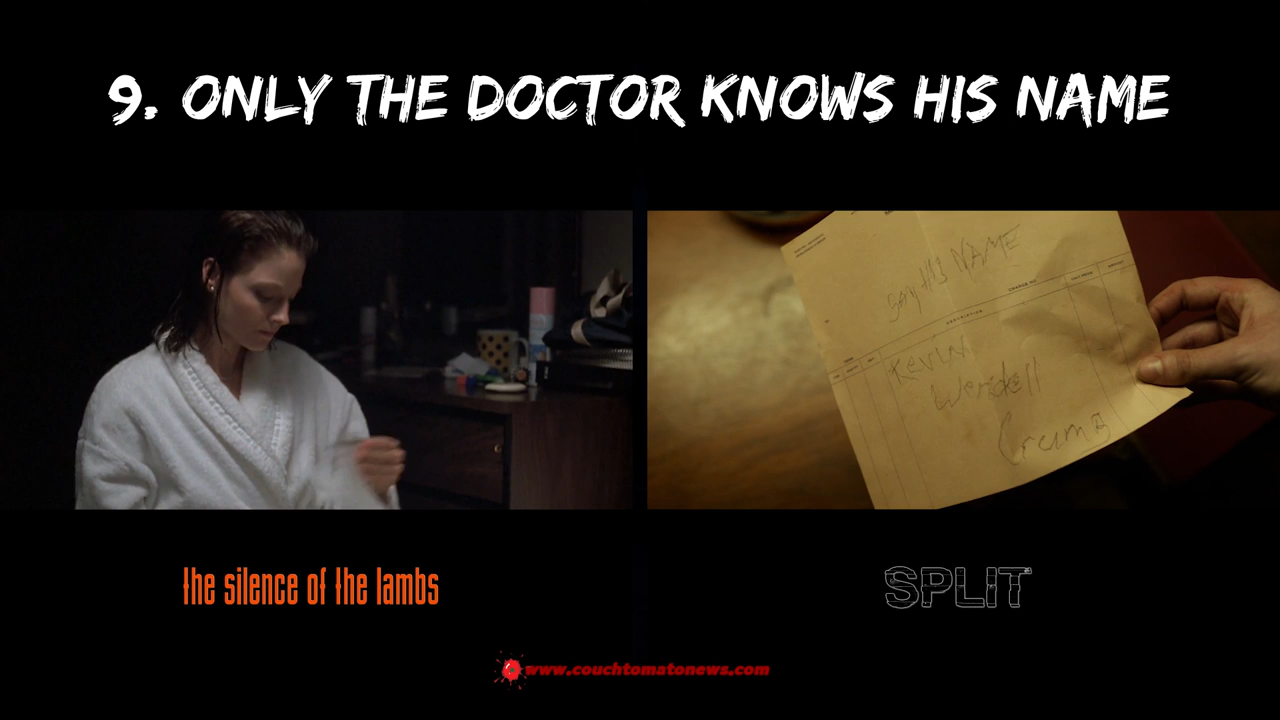 9. ONLY THE DOCTOR KNOWS HIS NAME
SAY HIS NAME
DESCRIPTION
Kevin
Wendell
Crumb
the silence of the lambs
SPLIT
www.couchtomatonews.com